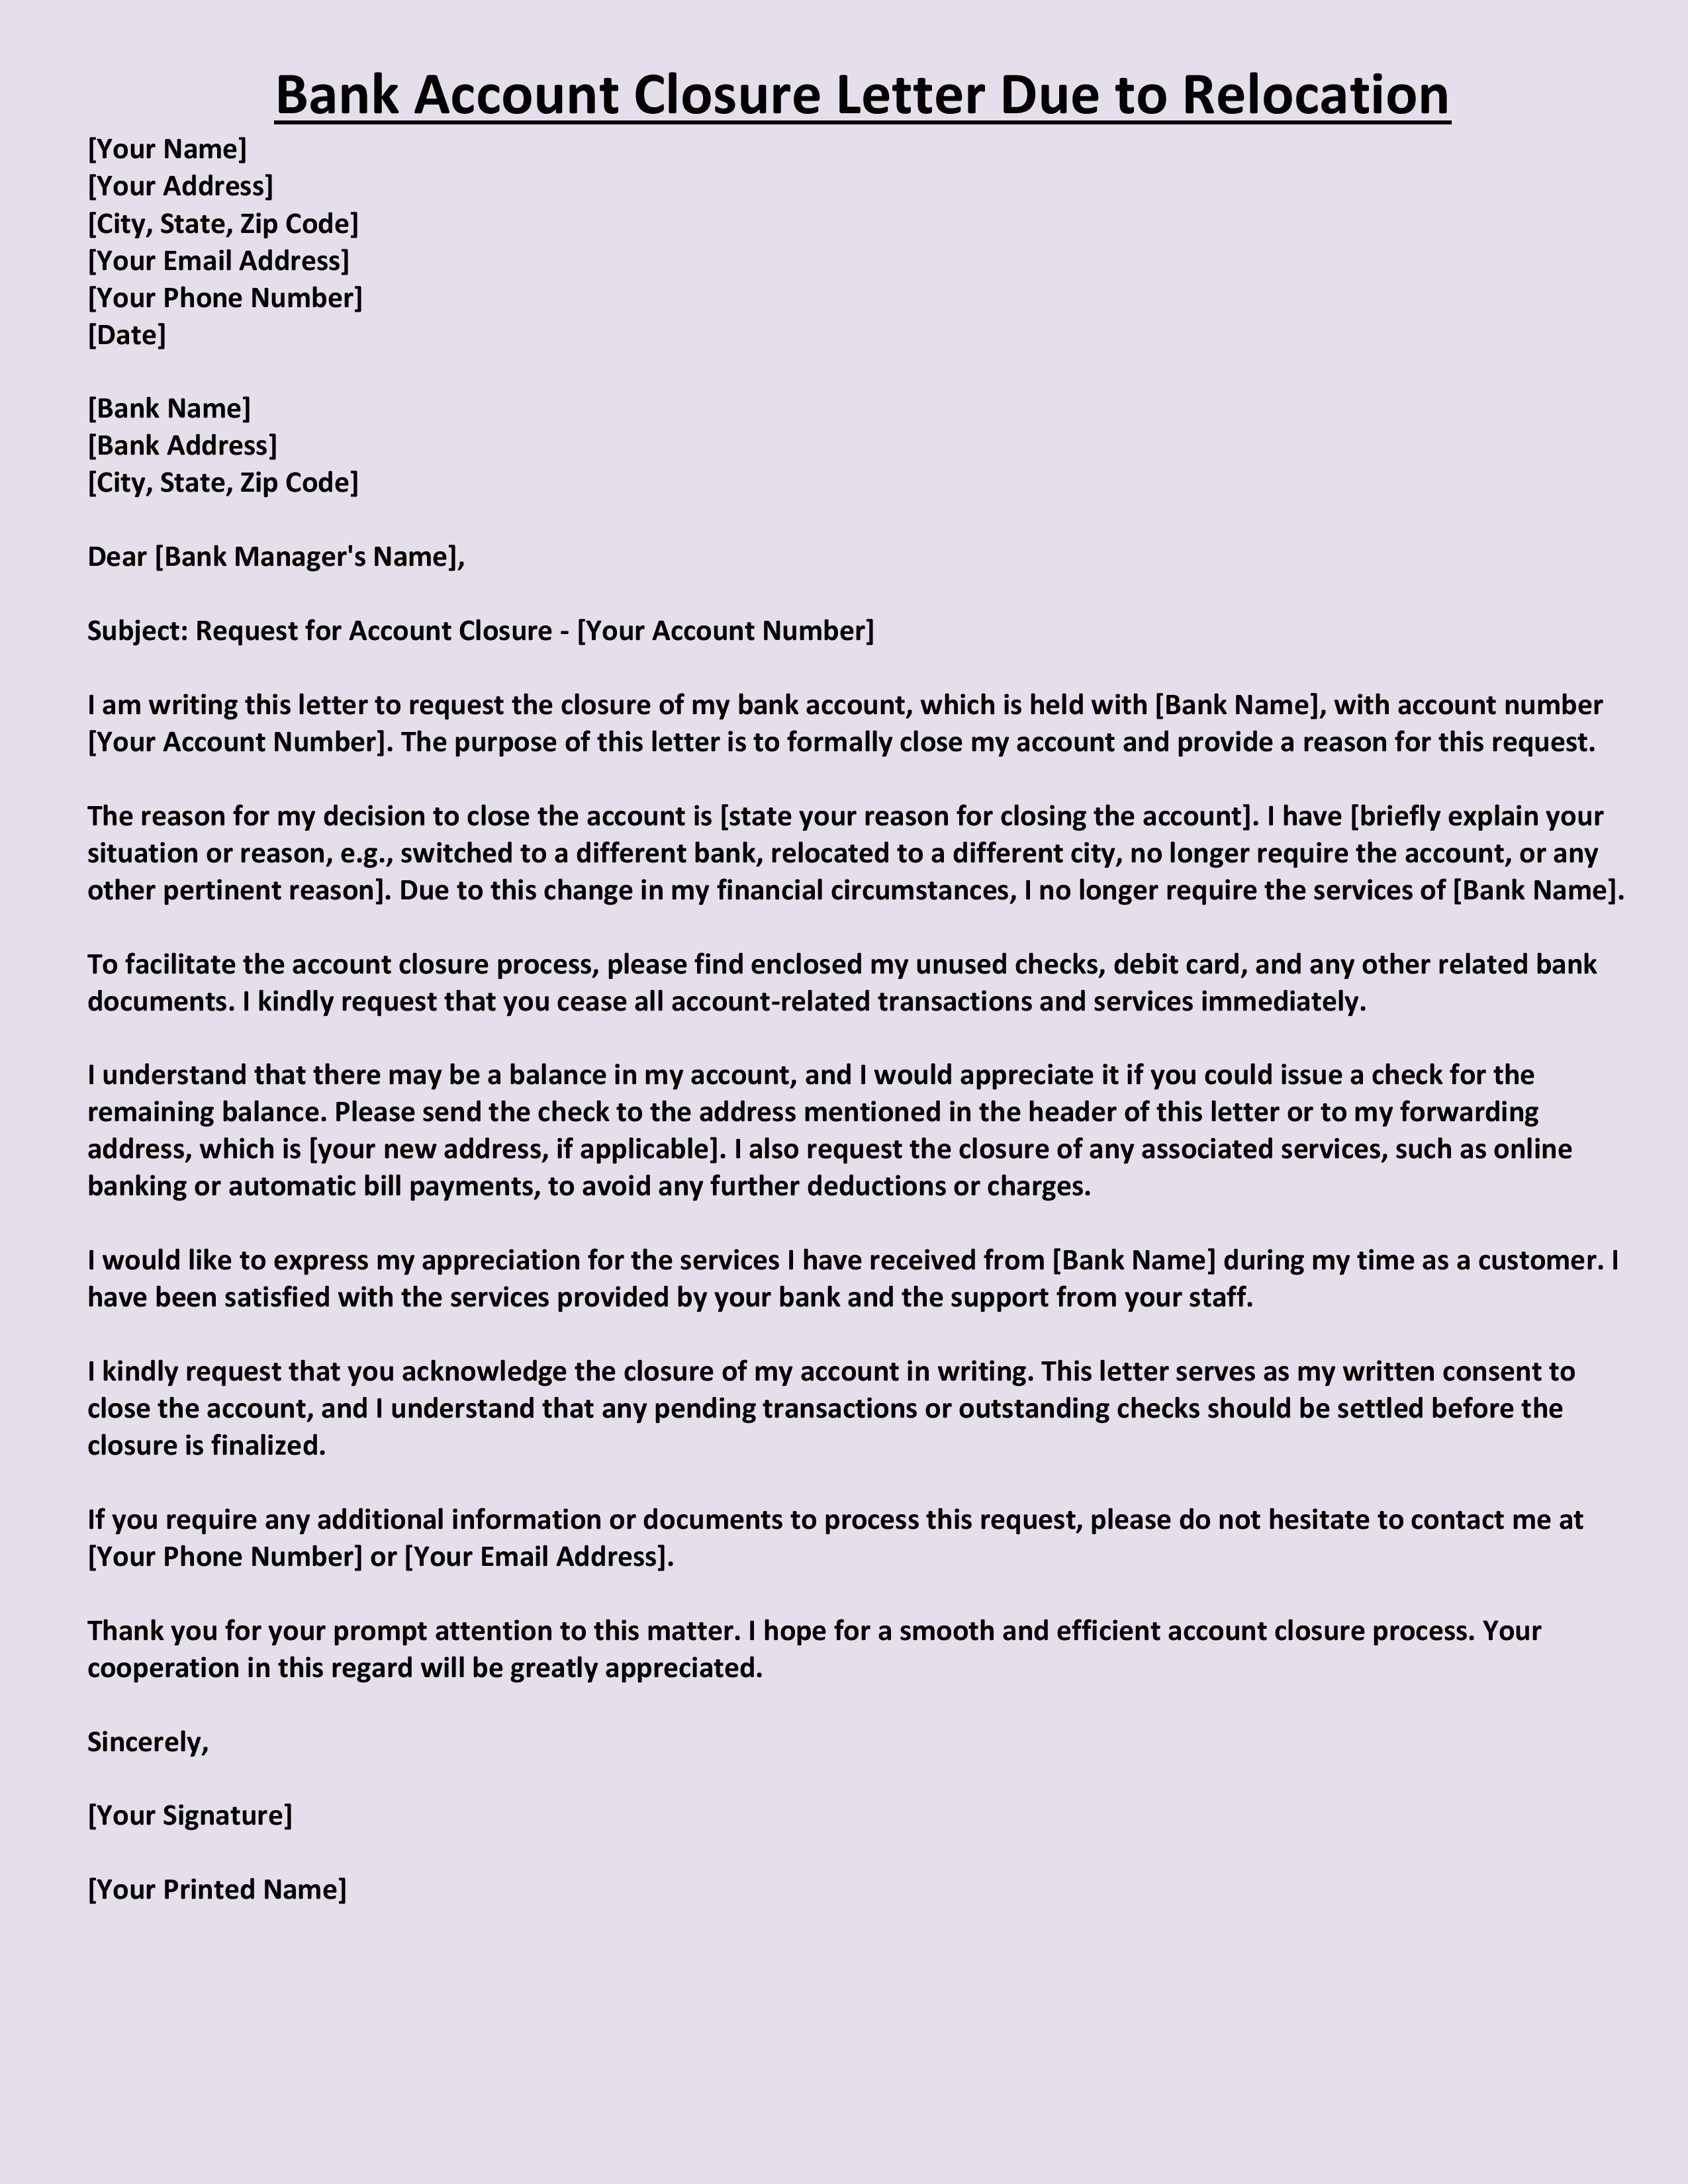 Bank Account Closure Letter Due to Relocation
[Your Name]
[Your Address]
[City, State, Zip Code]
[Your Email Address]
[Your Phone Number]
[Date]
[Bank Name]
[Bank Address]
[City, State, Zip Code]
Dear [Bank Manager's Name],
Subject: Request for Account Closure - [Your Account Number]
I am writing this letter to request the closure of my bank account, which is held with [Bank Name], with account number
[Your Account Number]. The purpose of this letter is to formally close my account and provide a reason for this request.
The reason for my decision to close the account is [state your reason for closing the account]. I have [briefly explain your
situation or reason, e.g., switched to a different bank, relocated to a different city, no longer require the account, or any
other pertinent reason]. Due to this change in my financial circumstances, I no longer require the services of [Bank Name].
To facilitate the account closure process, please find enclosed my unused checks, debit card, and any other related bank
documents. I kindly request that you cease all account-related transactions and services immediately.
I understand that there may be a balance in my account, and I would appreciate it if you could issue a check for the
remaining balance. Please send the check to the address mentioned in the header of this letter or to my forwarding
address, which is [your new address, if applicable]. I also request the closure of any associated services, such as online
banking or automatic bill payments, to avoid any further deductions or charges.
I would like to express my appreciation for the services I have received from [Bank Name] during my time as a customer. I
have been satisfied with the services provided by your bank and the support from your staff.
I kindly request that you acknowledge the closure of my account in writing. This letter serves as my written consent to
close the account, and I understand that any pending transactions or outstanding checks should be settled before the
closure is finalized.
If you require any additional information or documents to process this request, please do not hesitate to contact me at
[Your Phone Number] or [Your Email Address].
Thank you for your prompt attention to this matter. I hope for a smooth and efficient account closure process. Your
cooperation in this regard will be greatly appreciated.
Sincerely,
[Your Signature]
[Your Printed Name]